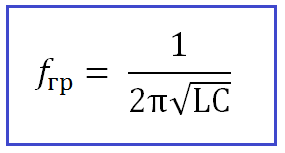 f_гр = 1 / (2π√LC)